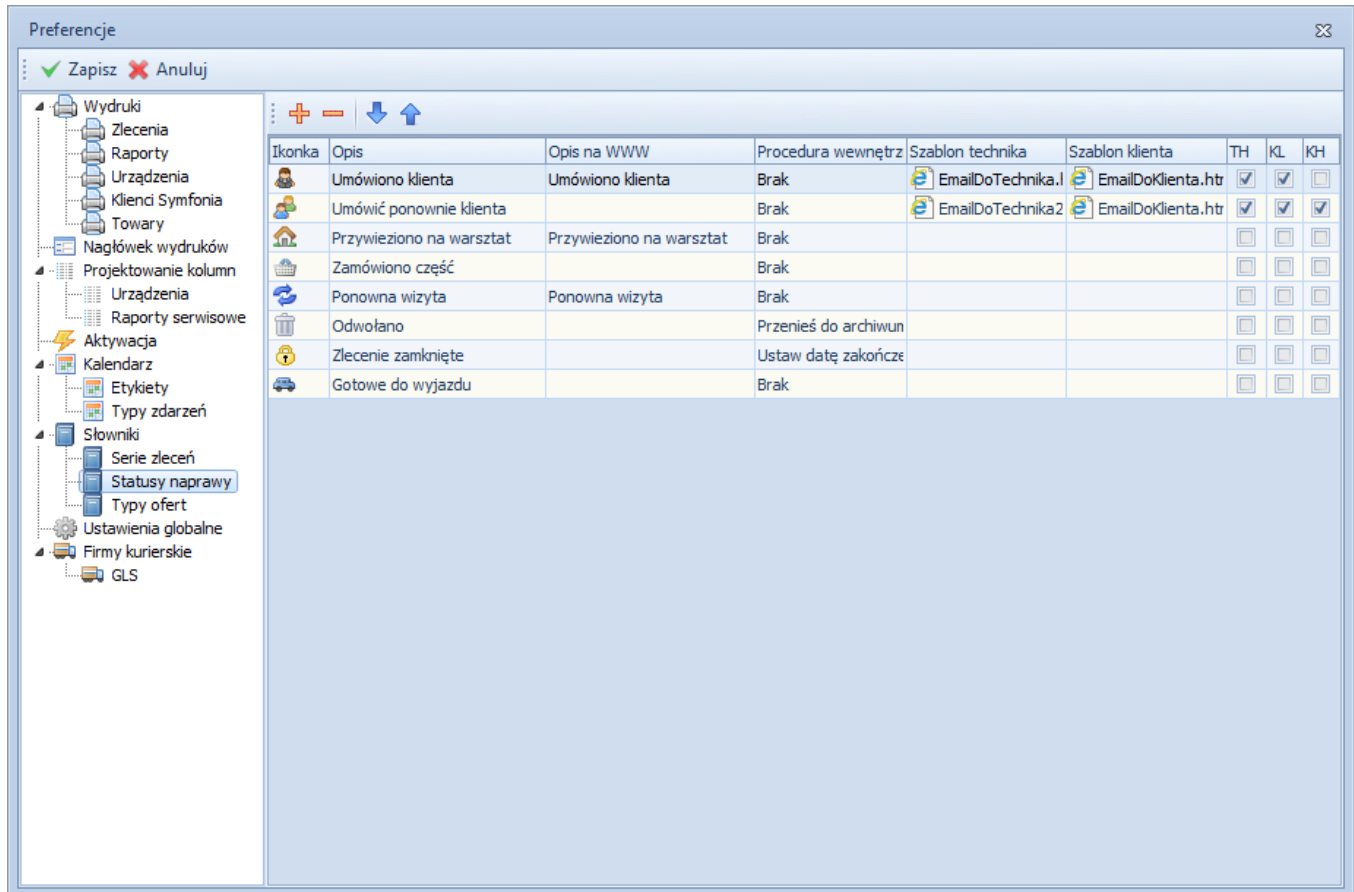 Preferencje
Zapisz Anuluj
Wydruki
Zlecenia
Raporty
Urządzenia
Klienci Symfonia
Towary
Nagłówek wydruków
Projektowanie kolumn
Urządzenia
Raporty serwisowe
Aktywacja
Kalendarz
Etykiety
Typy zdarzeń
Słowniki
Serie zleceń
Statusy naprawy
Typy ofert
Ustawienia globalne
Firmy kurierskie
GLS
Ikonka Opis Opis na WWW Procedura wewnętrz Szablon technika Szablon klienta TH KL KH
Umówiono klienta Umówiono klienta Brak EmailDoTechnika.l EmailDoKlienta.htr
Umówić ponownie klienta Brak EmailDoTechnika2 EmailDoKlienta.htr
Przywieziono na warsztat Przywieziono na warsztat Brak
Zamówiono część Brak
Ponowna wizyta Ponowna wizyta Brak
Odwołano Przenieś do archiwun
Zlecenie zamknięte Ustaw datę zakończe
Gotowe do wyjazdu Brak